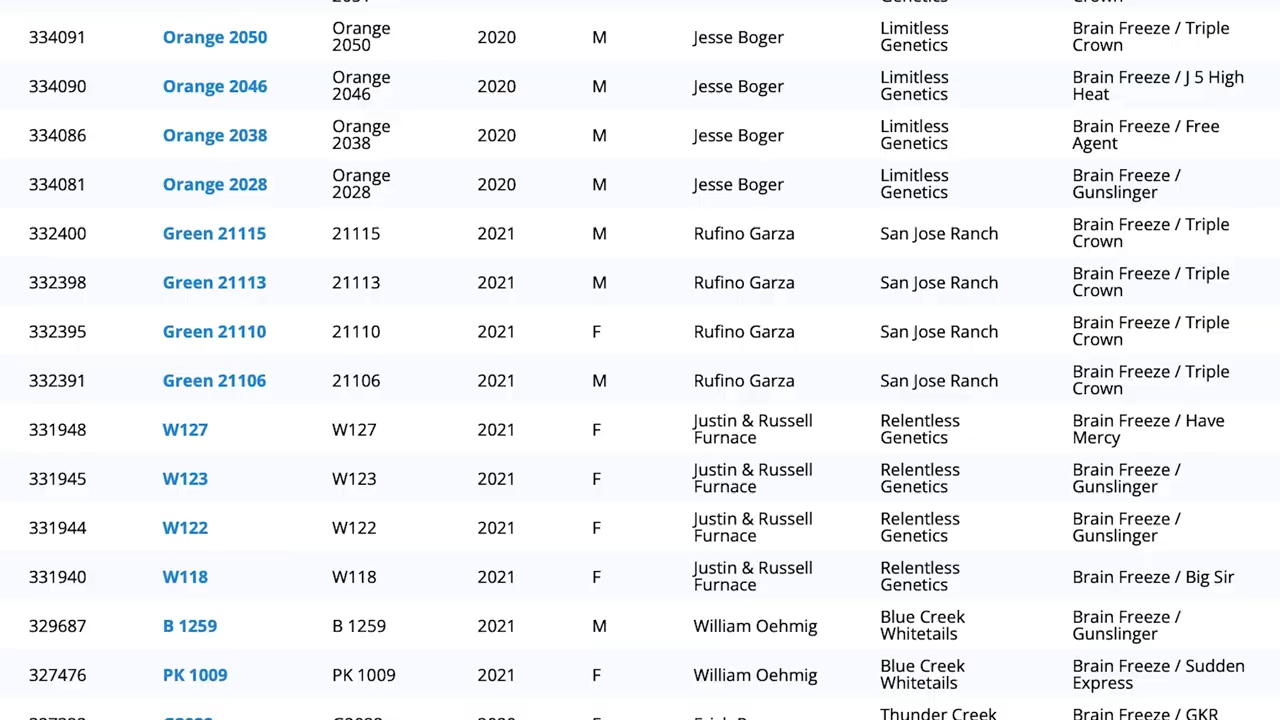 Genetics Crown
334091 Orange 2050 Orange 2050 2020 M Jesse Boger Limitless Genetics Brain Freeze / Triple Crown
334090 Orange 2046 Orange 2046 2020 M Jesse Boger Limitless Genetics Brain Freeze / J 5 High Heat
334086 Orange 2038 Orange 2038 2020 M Jesse Boger Limitless Genetics Brain Freeze / Free Agent
334081 Orange 2028 Orange 2028 2020 M Jesse Boger Limitless Genetics Brain Freeze / Gunslinger
332400 Green 21115 21115 2021 M Rufino Garza San Jose Ranch Brain Freeze / Triple Crown
332398 Green 21113 21113 2021 M Rufino Garza San Jose Ranch Brain Freeze / Triple Crown
332395 Green 21110 21110 2021 F Rufino Garza San Jose Ranch Brain Freeze / Triple Crown
332391 Green 21106 21106 2021 M Rufino Garza San Jose Ranch Brain Freeze / Triple Crown
331948 W127 W127 2021 F Justin & Russell Furnace Relentless Genetics Brain Freeze / Have Mercy
331945 W123 W123 2021 F Justin & Russell Furnace Relentless Genetics Brain Freeze / Gunslinger
331944 W122 W122 2021 F Justin & Russell Furnace Relentless Genetics Brain Freeze / Gunslinger
331940 W118 W118 2021 F Justin & Russell Furnace Relentless Genetics Brain Freeze / Big Sir
329687 B 1259 B 1259 2021 M William Oehmig Blue Creek Whitetails Brain Freeze / Gunslinger
327476 PK 1009 PK 1009 2021 F William Oehmig Blue Creek Whitetails Brain Freeze / Sudden Express
Thunder Creek Brain Freeze / GKR